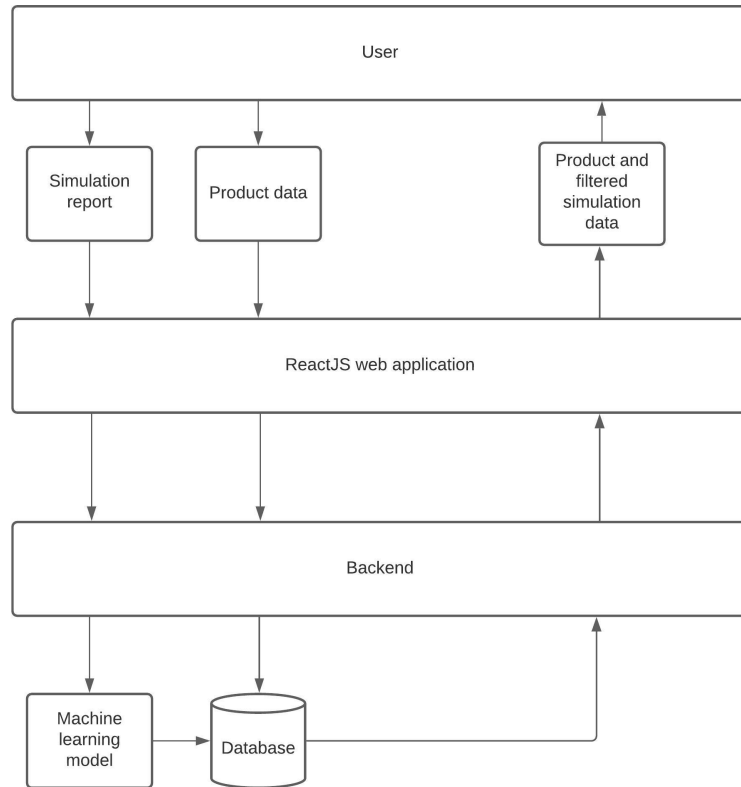 User
Simulation
report
Product data
Product and
filtered
simulation
data
ReactJS web application
Backend
Machine
learning
model
Database